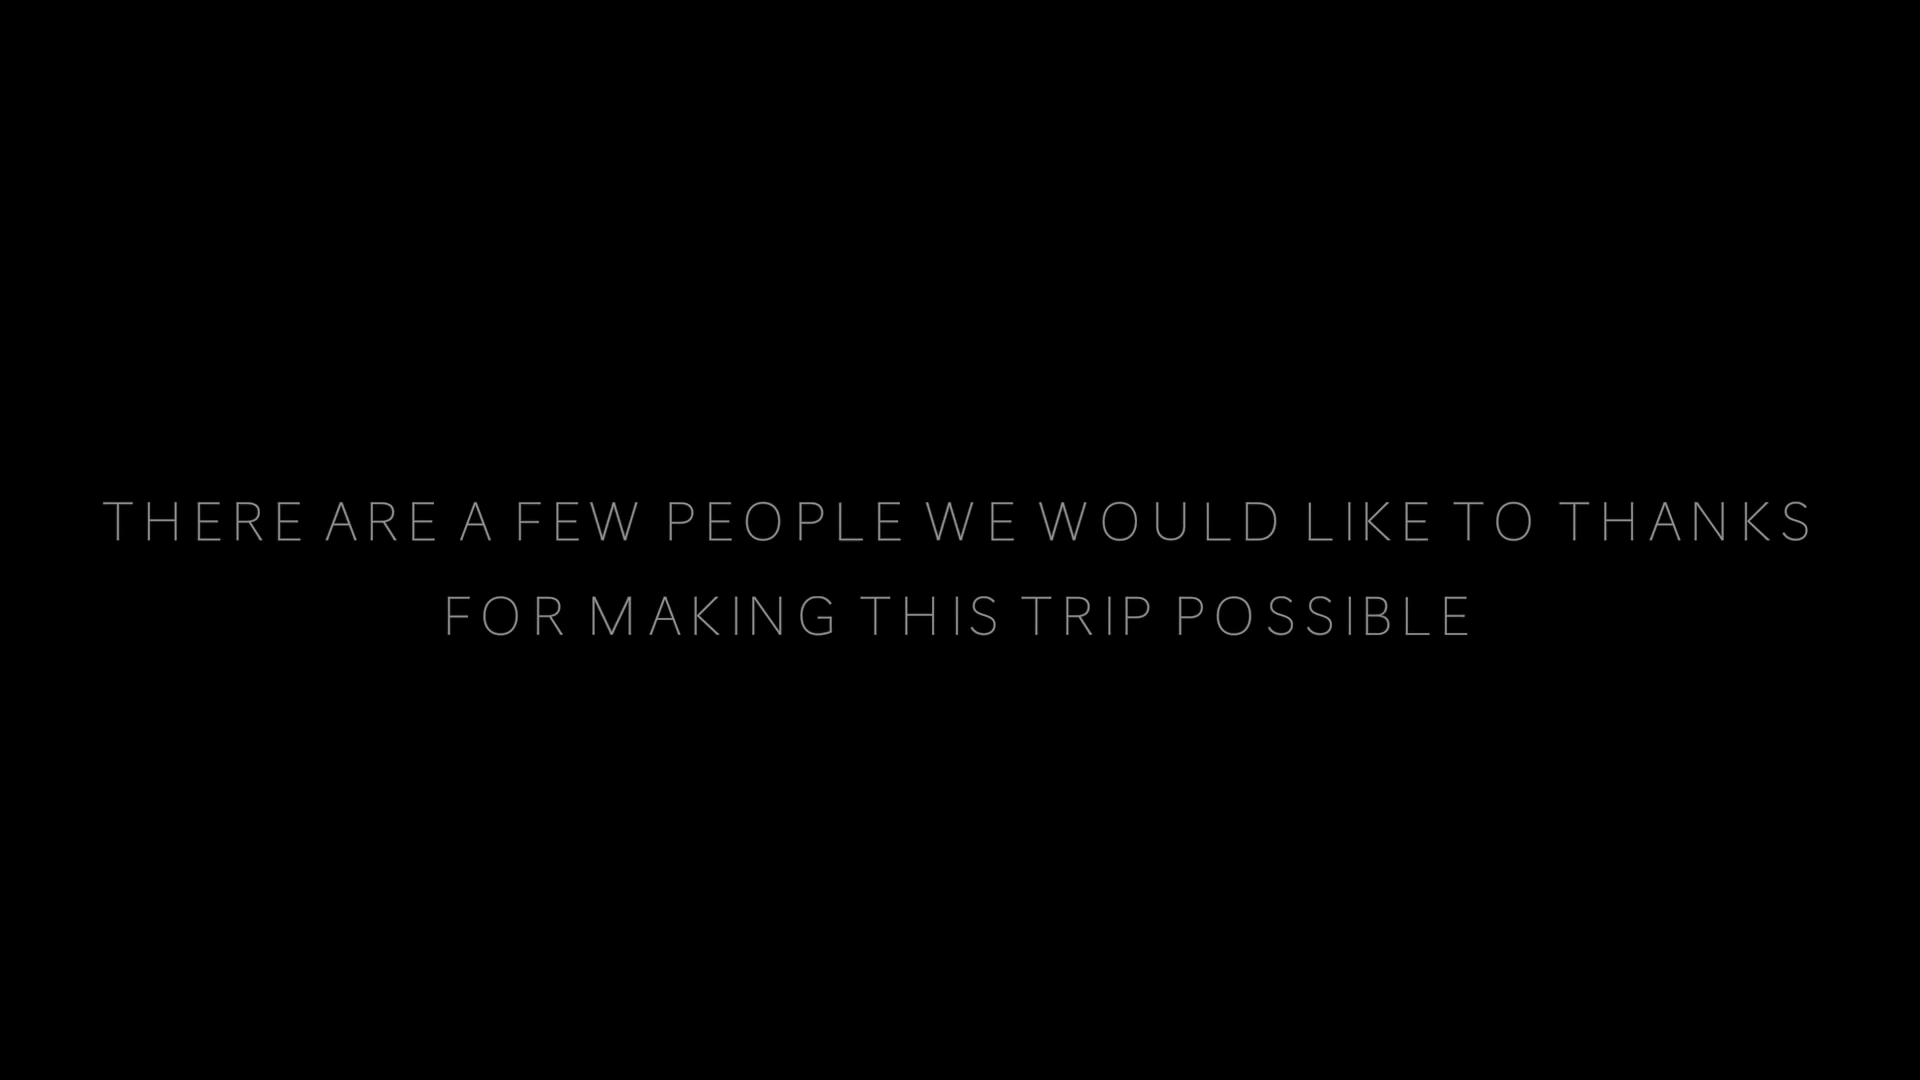 THERE ARE A FEW PEOPLE WE WOULD LIKE TO THANKS
FOR MAKING THIS TRIP POSSIBLE